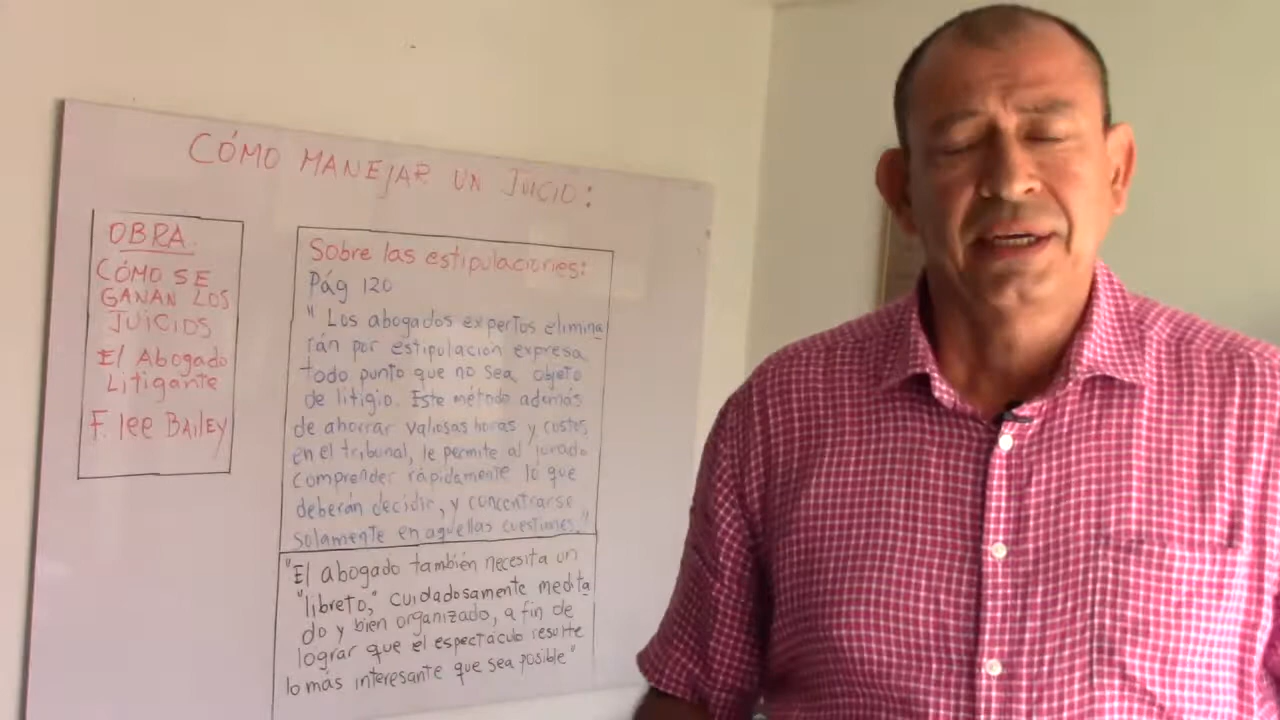 CÓMO MANEJAR UN JUICIO:
OBRA.
CÓMO SE
GANAN LOS
JUICIOS
El Abogado
Litigante
F. lee BAILEY
Sobre las estipulaciones:
Pág 120
" Los abogados expertos elimina
rán por estipulación expresa
todo punto que no sea objeto
de litigio. Este método además
de ahorrar valiosas horas y costos
en el tribunal, le permite al jurado
comprender rápidamente lo que
deberán decidir, y concentrarse
solamente en aquellas cuestiones."
"El abogado también necesita un
"libreto," cuidadosamente medita
do y bien organizado, a fin de
lograr que el espectáculo resulte
lo más interesante que sea posible"